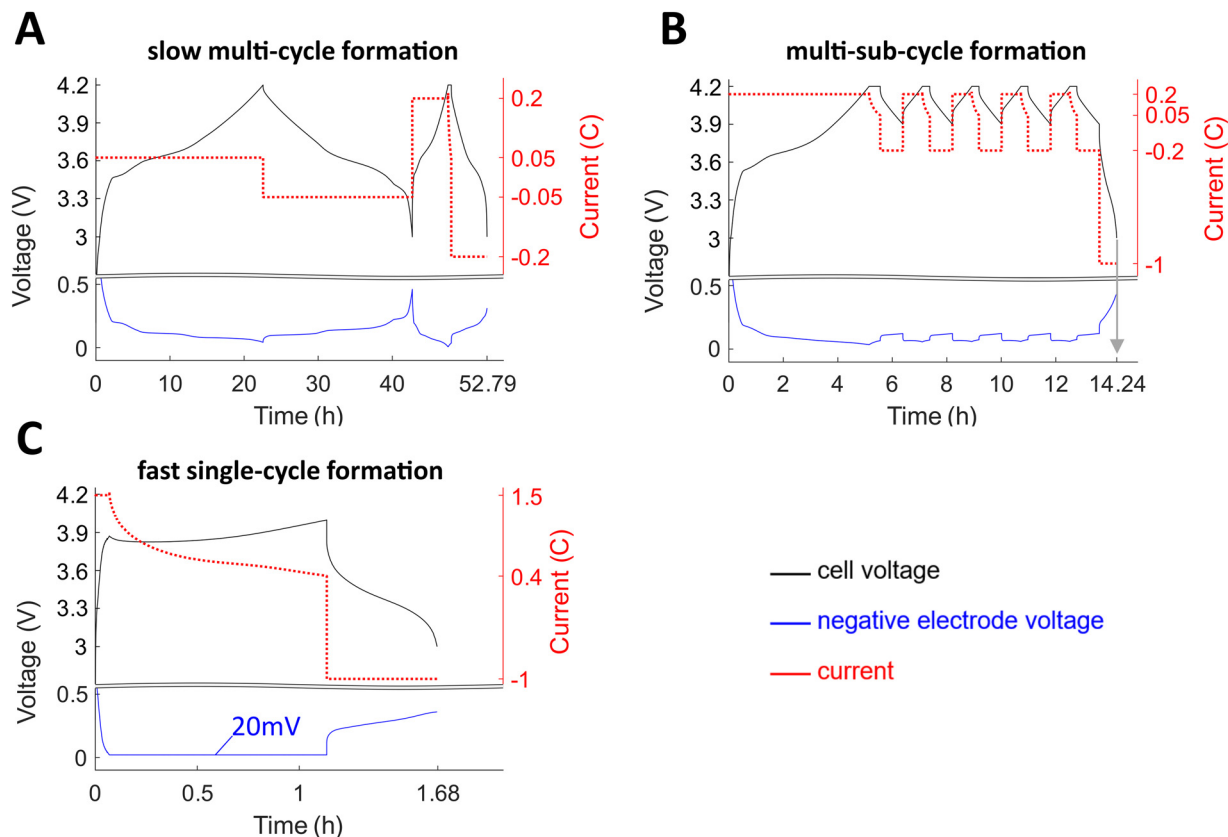 A
slow multi-cycle formation
4.2
3.9
3.6
3.3
3
0.5
0
Voltage (V)
0.2
0.05
-0.05
-0.2
Current (C)
0 10 20 30 40 52.79
Time (h)
B
multi-sub-cycle formation
4.2
3.9
3.6
3.3
3
0.5
0
Voltage (V)
0.2
0.05
-0.2
-1
Current (C)
0 2 4 6 8 10 12 14.24
Time (h)
C
fast single-cycle formation
4.2
3.9
3.6
3.3
3
0.5
0
Voltage (V)
1.5
0.4
-1
Current (C)
20mV
0 0.5 1 1.68
Time (h)
cell voltage
negative electrode voltage
current